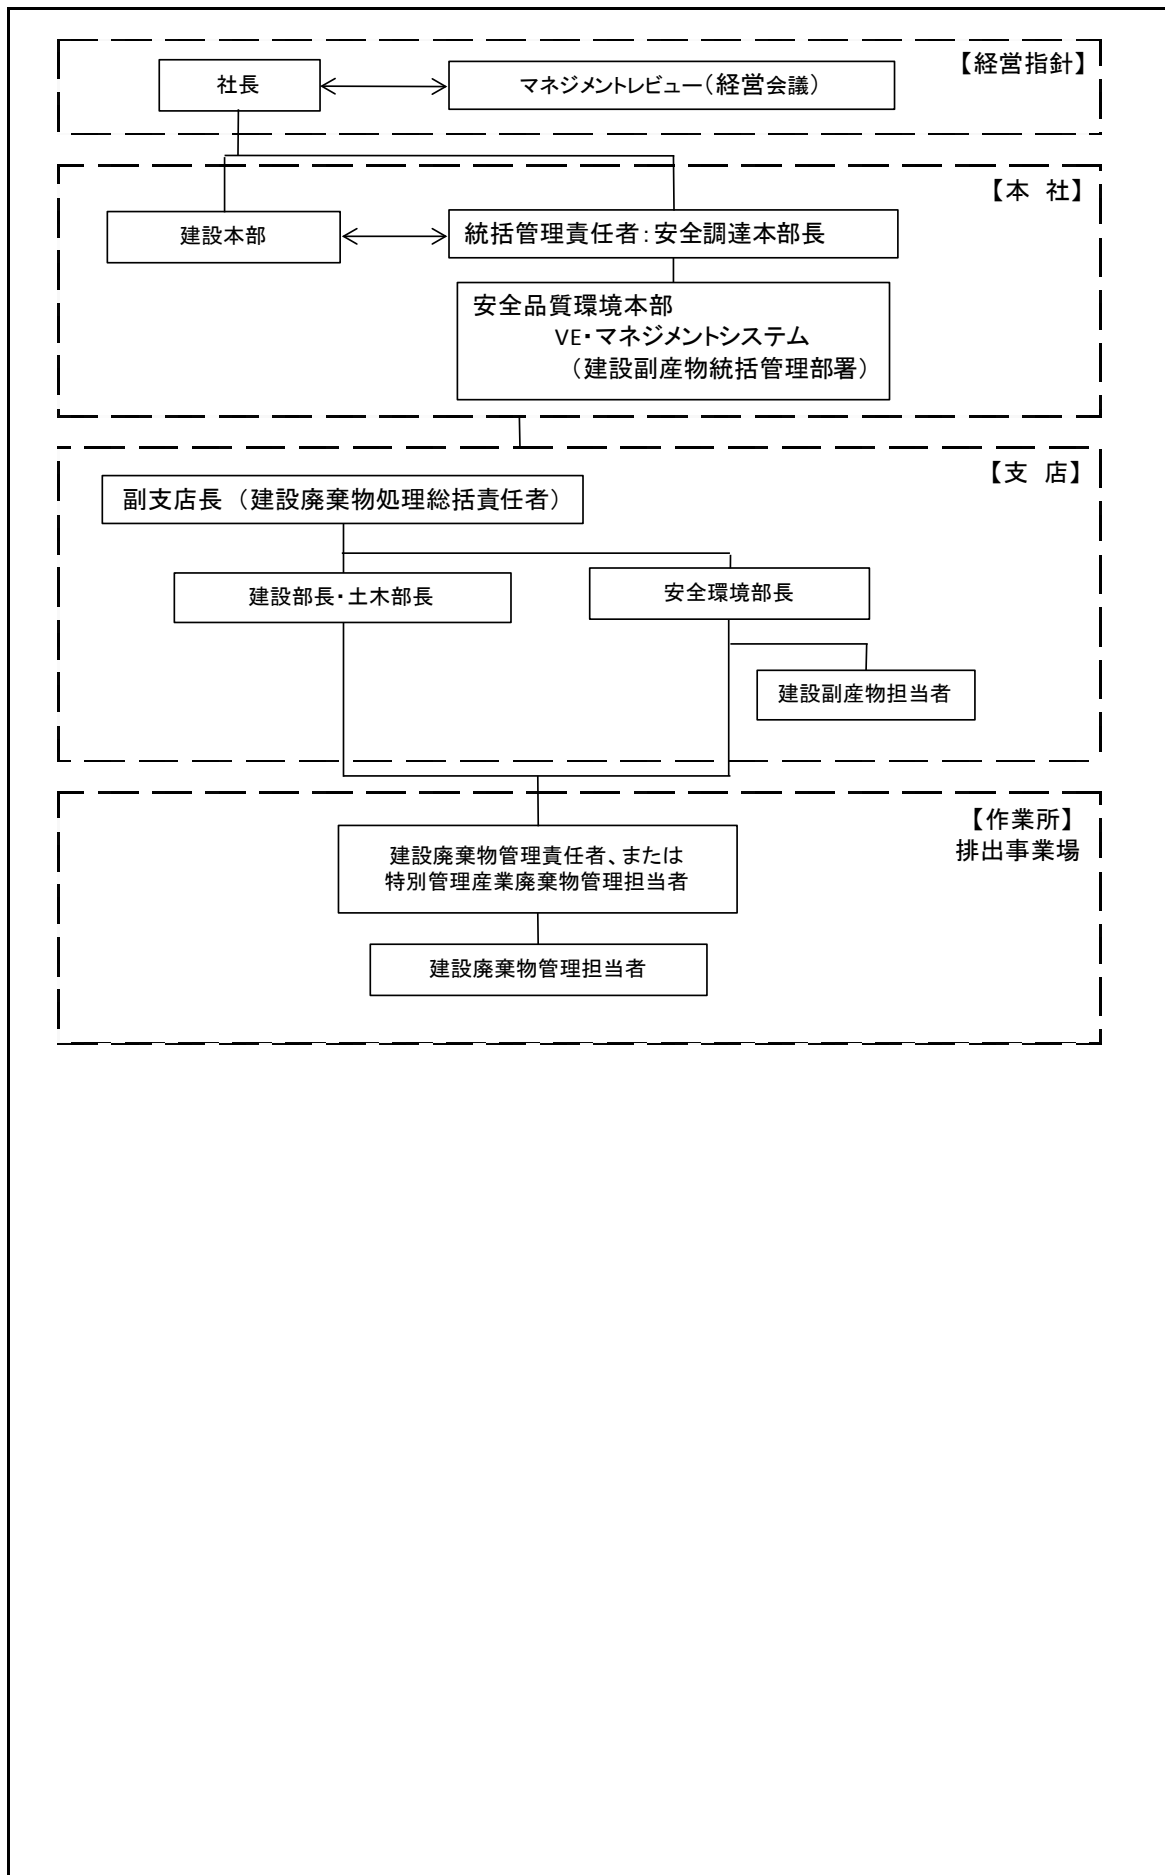 【経営指針】
社長
マネジメントレビュー(経営会議)
【本 社】
建設本部
統括管理責任者:安全調達本部長
安全品質環境本部
VE・マネジメントシステム
(建設副産物統括管理部署)
【支 店】
副支店長 (建設廃棄物処理総括責任者)
建設部長・土木部長
安全環境部長
建設副産物担当者
【作業所】
排出事業場
建設廃棄物管理責任者、または
特別管理産業廃棄物管理担当者
建設廃棄物管理担当者